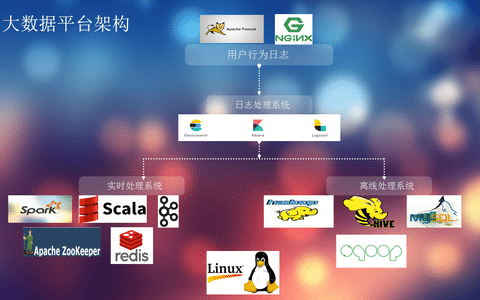 大数据平台架构
Apache Tomcat
NGINX
用户行为日志
日志处理系统
Elasticsearch
Kibana
Logstash
实时处理系统
离线处理系统
Spark
Scala
hadoop
HIVE
MySQL
Apache ZooKeeper
redis
sqoop
Linux